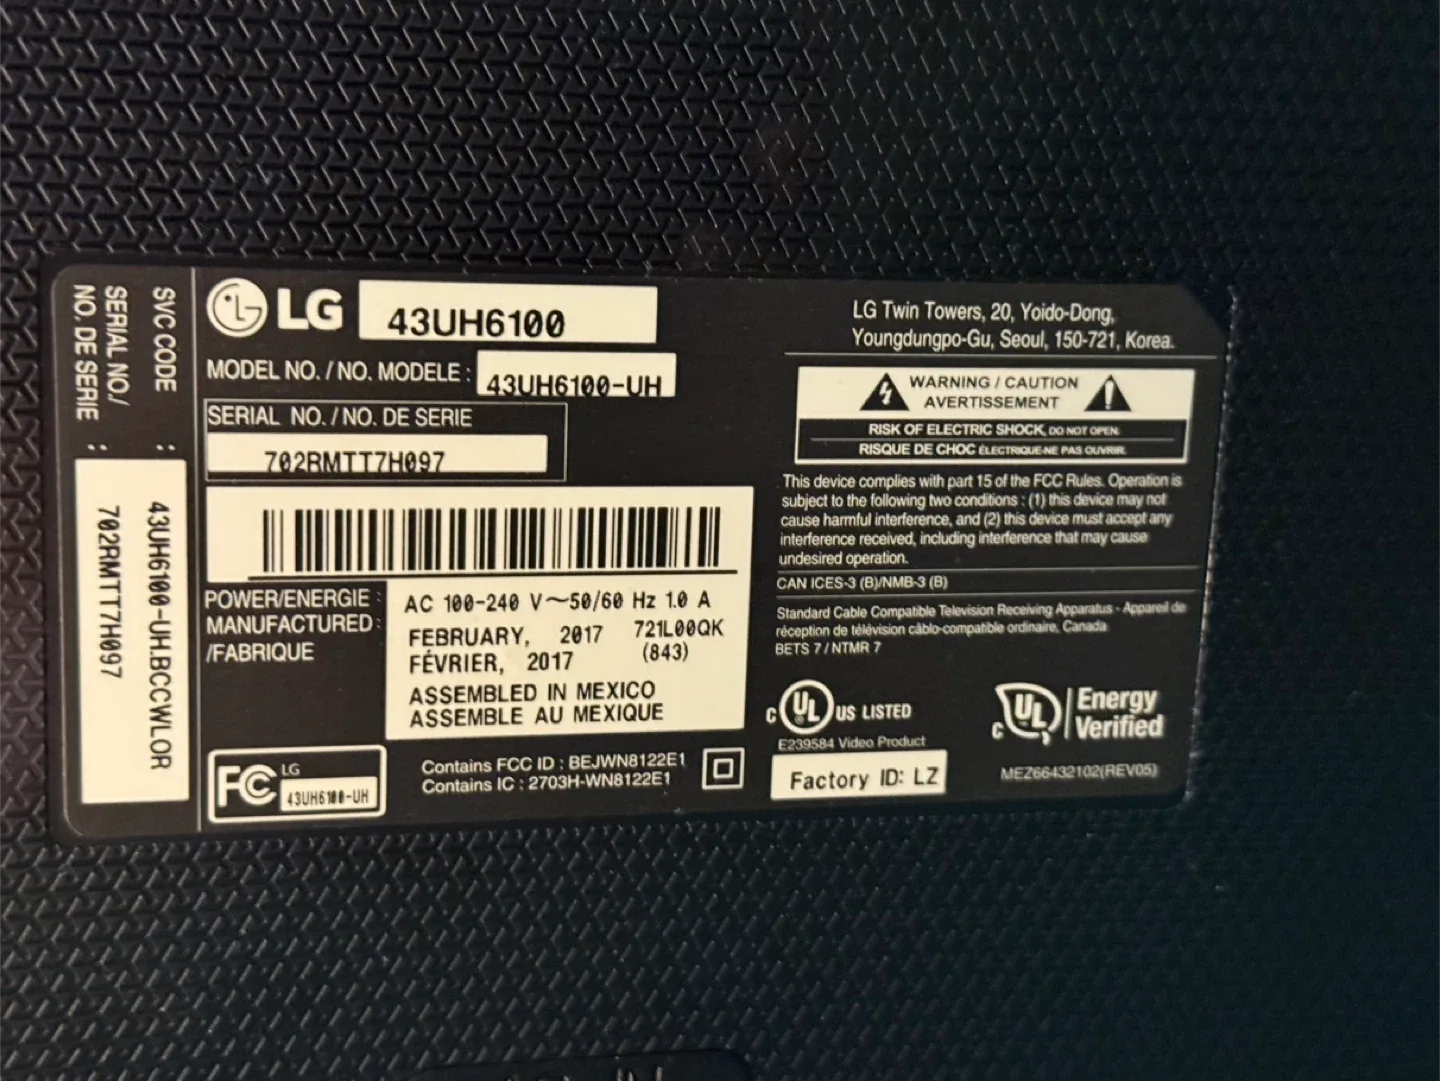 SVC CODE : 43UH6100-UH.BCCWLOR
SERIAL NO./
NO. DE SERIE : 702RMTT7H097
LG 43UH6100
MODEL NO. / NO. MODELE : 43UH6100-UH
SERIAL NO. / NO. DE SERIE
702RMTT7H097
POWER/ENERGIE : AC 100-240 V～50/60 Hz 1.0 A
MANUFACTURED : FEBRUARY, 2017 721L00QK
/FABRIQUE FÉVRIER, 2017 (843)
ASSEMBLED IN MEXICO
ASSEMBLE AU MEXIQUE
FC LG
43UH6100-UH
Contains FCC ID : BEJWN8122E1
Contains IC : 2703H-WN8122E1
LG Twin Towers, 20, Yoido-Dong,
Youngdungpo-Gu, Seoul, 150-721, Korea.
WARNING / CAUTION
AVERTISSEMENT
RISK OF ELECTRIC SHOCK, DO NOT OPEN.
RISQUE DE CHOC ÉLECTRIQUE-NE PAS OUVRIR.
This device complies with part 15 of the FCC Rules. Operation is
subject to the following two conditions : (1) this device may not
cause harmful interference, and (2) this device must accept any
interference received, including interference that may cause
undesired operation.
CAN ICES-3 (B)/NMB-3 (B)
Standard Cable Compatible Television Receiving Apparatus - Appareil de
réception de télévision câblo-compatible ordinaire, Canada
BETS 7 / NTMR 7
C UL ® US LISTED
E239584 Video Product
C UL Energy
Verified
Factory ID: LZ
MEZ66432102(REV05)